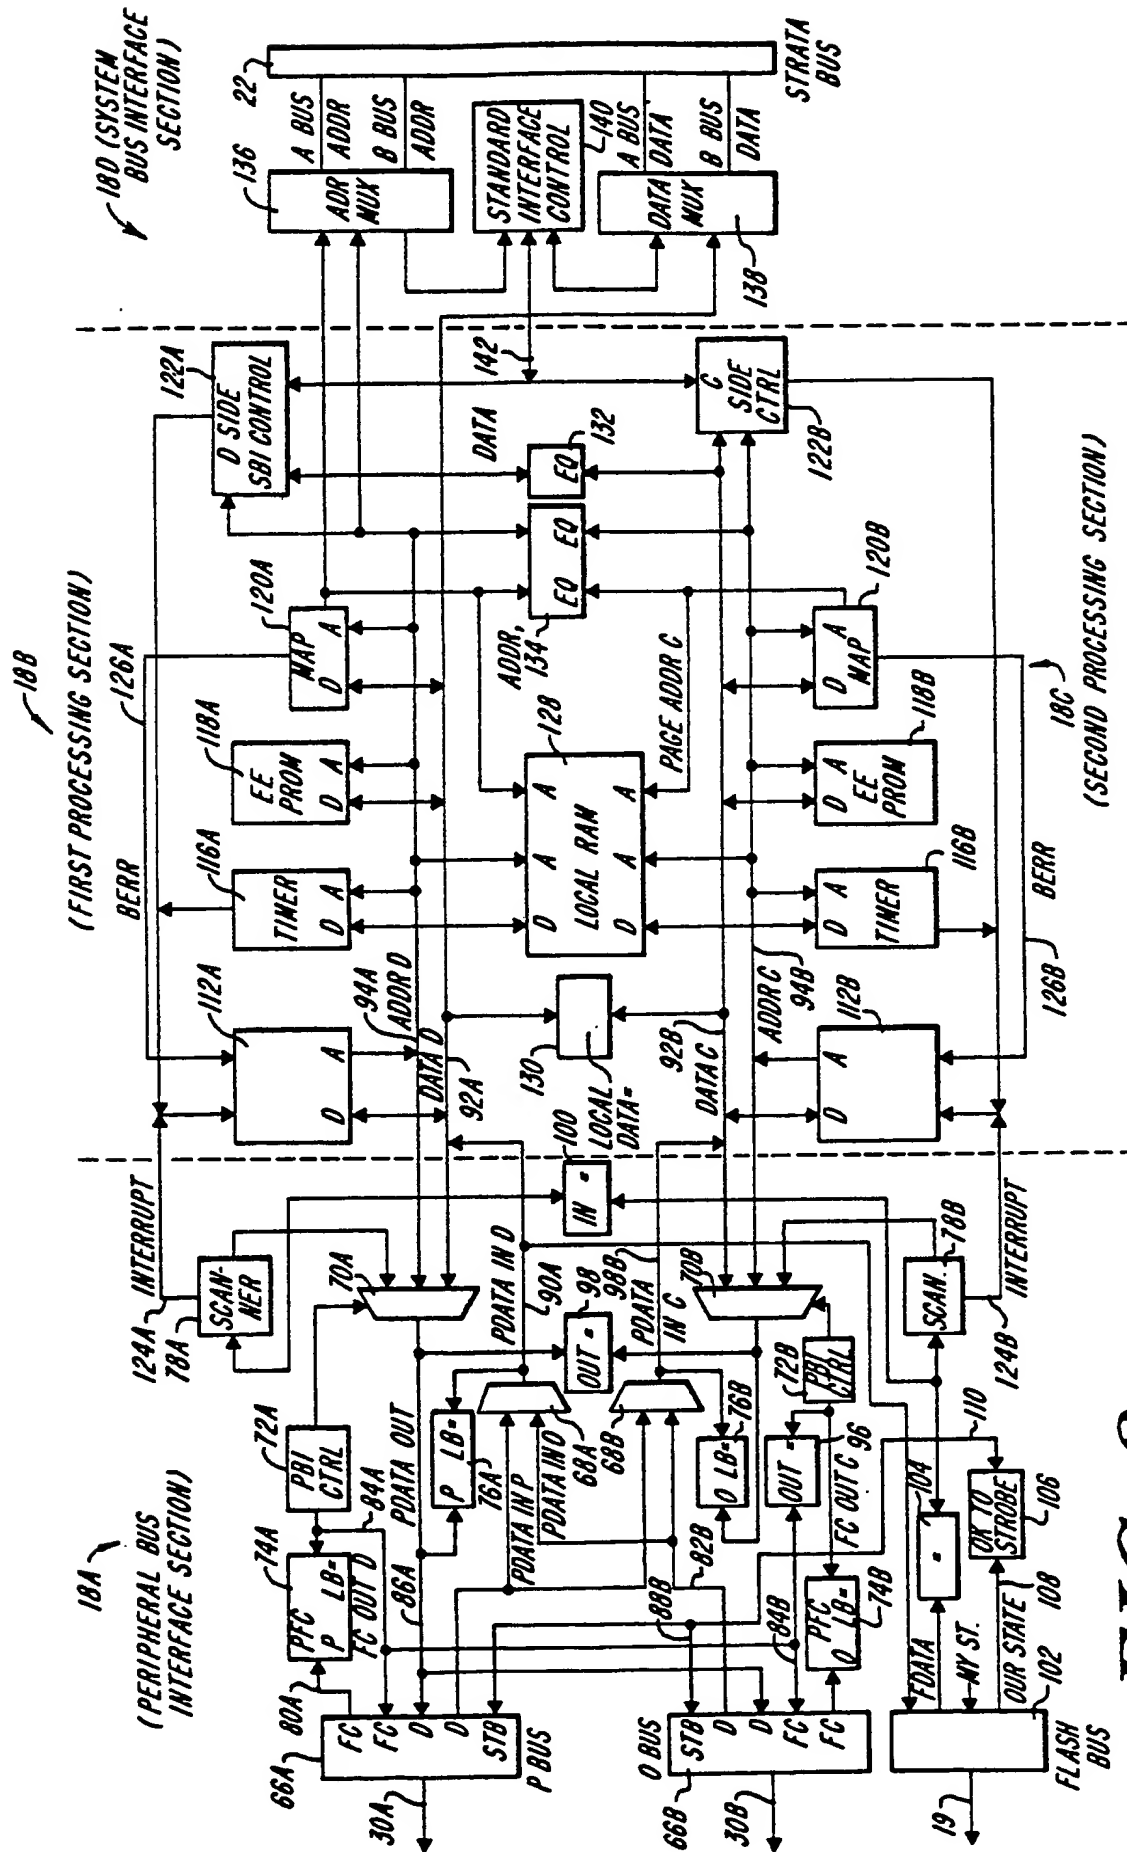 18A
(PERIPHERAL BUS
INTERFACE SECTION)
18B
(FIRST PROCESSING SECTION)
18D (SYSTEM
BUS INTERFACE
SECTION)
124A
INTERRUPT
78A
SCAN-
NER
72A
PBI
CTRL
74A
PFC
P LB=
FC OUT D
84A
66A
80A
FC
FC
D
D
STB
P BUS
30A
86A
PDATA OUT
P LB=
76A
70A
PDATA IN P
PDATA IN O
68A
PDATA IN D
90A
OUT =
98
68B
PDATA
IN C
98B
70B
O LB=
76B
72B
PBI
CTRL
OUT =
96
FC OUT C
PFC
O LB=
74B
82B
88B
84B
O BUS
STB
D
D
FC
FC
66B
30B
IN =
100
SCAN.
78B
INTERRUPT
124B
110
104
=
OK TO
STROBE
106
FDATA
MY ST.
OUR STATE
108
102
FLASH
BUS
19
BERR
126A
112A
D A
94A
ADDR D
DATA D
92A
116A
TIMER
D A
118A
EE
PROM
D A
120A
MAP
D A
122A
D SIDE
SBI CONTROL
130
LOCAL
DATA=
128
D A A
LOCAL RAM
D A A
PAGE ADDR C
ADDR,
134
EQ EQ
EQ
132
DATA
142
92B
DATA C
ADDR C
94B
112B
D A
D A
TIMER
116B
D A
EE
PROM
118B
D A
MAP
120B
C
SIDE
CTRL
122B
BERR
126B
18C
(SECOND PROCESSING SECTION)
136
ADR
MUX
A BUS
ADDR
B BUS
ADDR
22
STANDARD
INTERFACE
CONTROL
140
A BUS
DATA
B BUS
DATA
DATA
MUX
138
STRATA
BUS